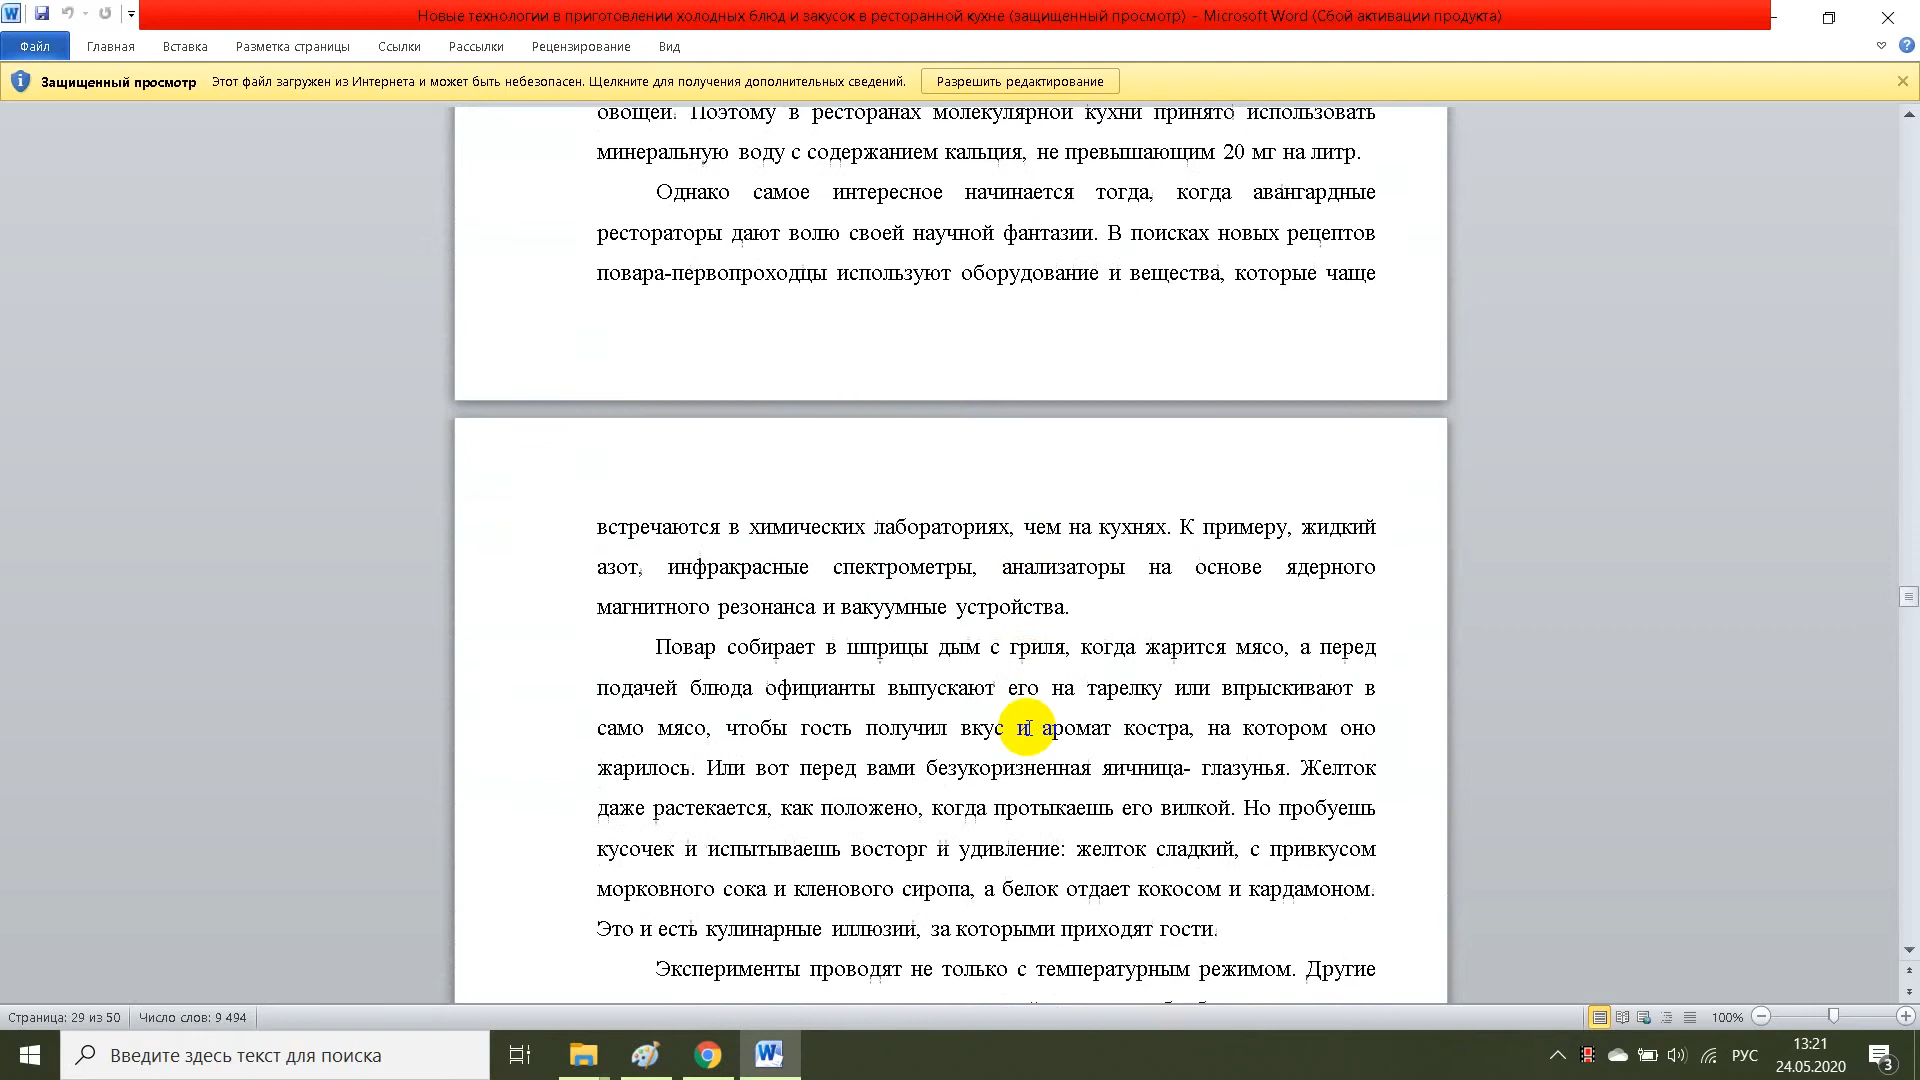 Новые технологии в приготовлении холодных блюд и закусок в ресторанной кухне (защищенный просмотр) - Microsoft Word (Сбой активации продукта)
Файл Главная Вставка Разметка страницы Ссылки Рассылки Рецензирование Вид
Защищенный просмотр Этот файл загружен из Интернета и может быть небезопасен. Щелкните для получения дополнительных сведений. Разрешить редактирование
овощей. Поэтому в ресторанах молекулярной кухни принято использовать
минеральную воду с содержанием кальция, не превышающим 20 мг на литр.
Однако самое интересное начинается тогда, когда авангардные
рестораторы дают волю своей научной фантазии. В поисках новых рецептов
повара-первопроходцы используют оборудование и вещества, которые чаще
встречаются в химических лабораториях, чем на кухнях. К примеру, жидкий
азот, инфракрасные спектрометры, анализаторы на основе ядерного
магнитного резонанса и вакуумные устройства.
Повар собирает в шприцы дым с гриля, когда жарится мясо, а перед
подачей блюда официанты выпускают его на тарелку или впрыскивают в
само мясо, чтобы гость получил вкус и аромат костра, на котором оно
жарилось. Или вот перед вами безукоризненная яичница- глазунья. Желток
даже растекается, как положено, когда протыкаешь его вилкой. Но пробуешь
кусочек и испытываешь восторг и удивление: желток сладкий, с привкусом
морковного сока и кленового сиропа, а белок отдает кокосом и кардамоном.
Это и есть кулинарные иллюзии, за которыми приходят гости.
Эксперименты проводят не только с температурным режимом. Другие
Страница: 29 из 50 Число слов: 9 494 100%
Введите здесь текст для поиска РУС 13:21
24.05.2020 3